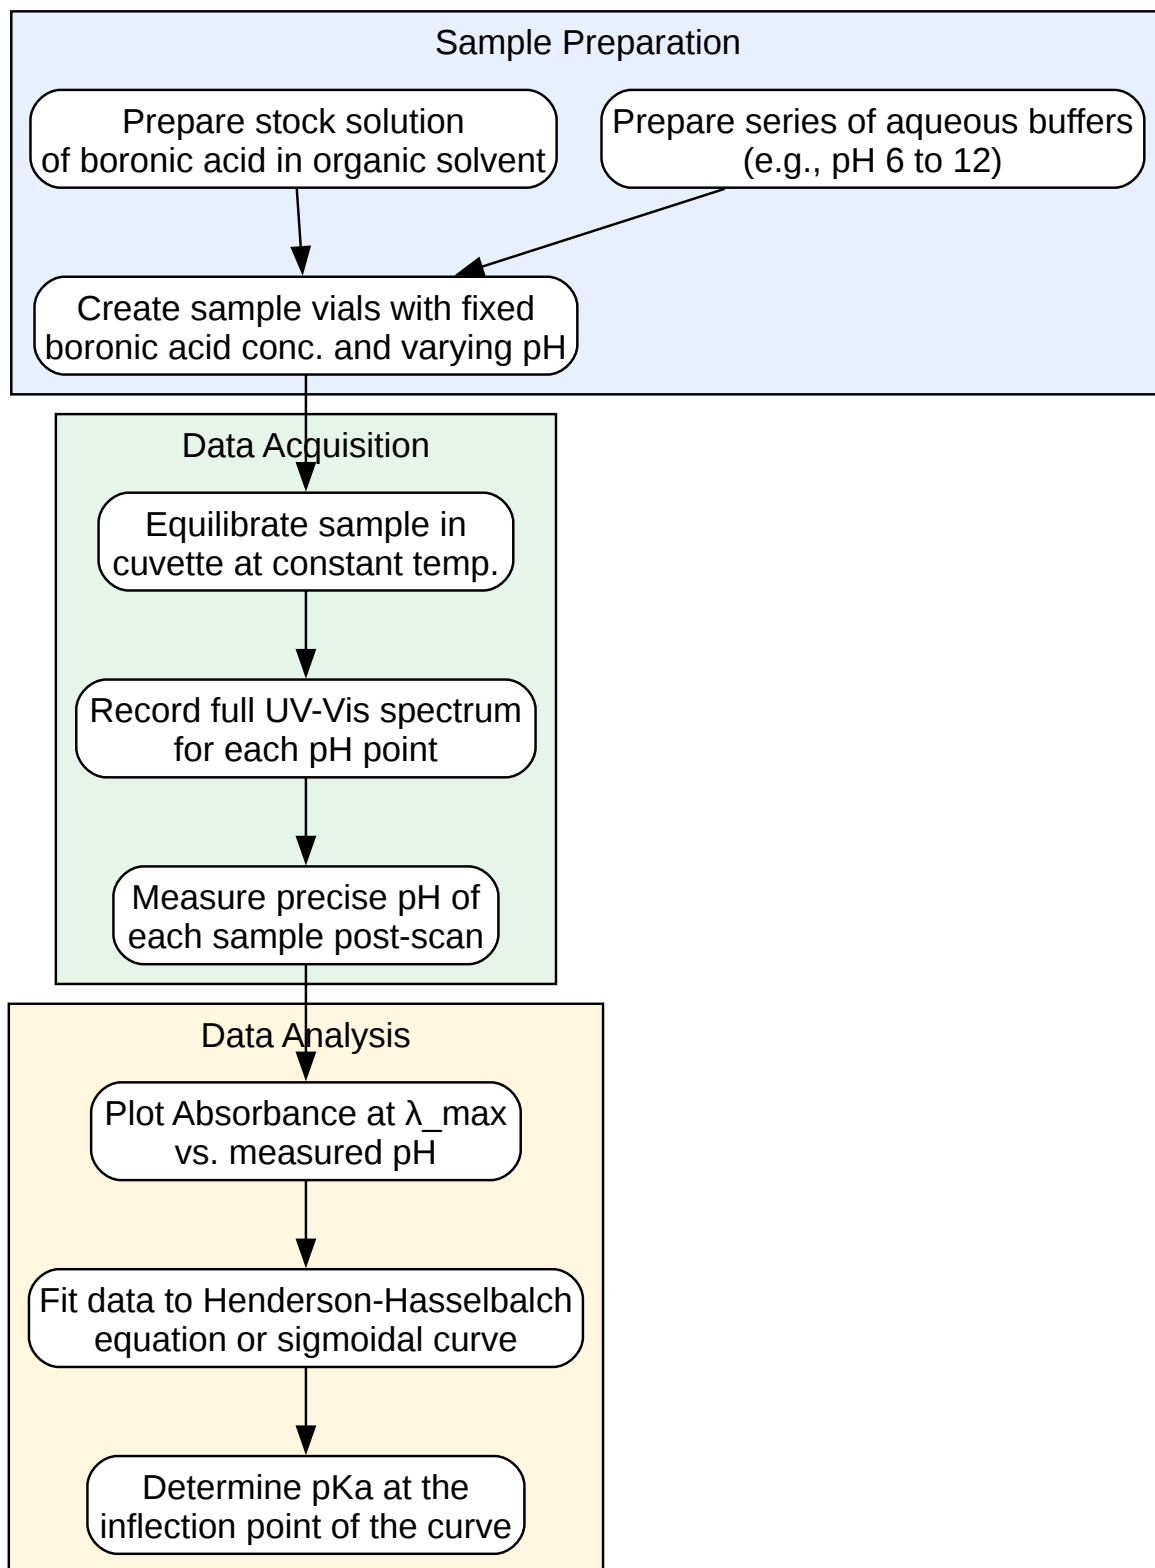 Sample Preparation
Prepare stock solution
of boronic acid in organic solvent
Prepare series of aqueous buffers
(e.g., pH 6 to 12)
Create sample vials with fixed
boronic acid conc. and varying pH
Data Acquisition
Equilibrate sample in
cuvette at constant temp.
Record full UV-Vis spectrum
for each pH point
Measure precise pH of
each sample post-scan
Data Analysis
Plot Absorbance at λ_max
vs. measured pH
Fit data to Henderson-Hasselbalch
equation or sigmoidal curve
Determine pKa at the
inflection point of the curve